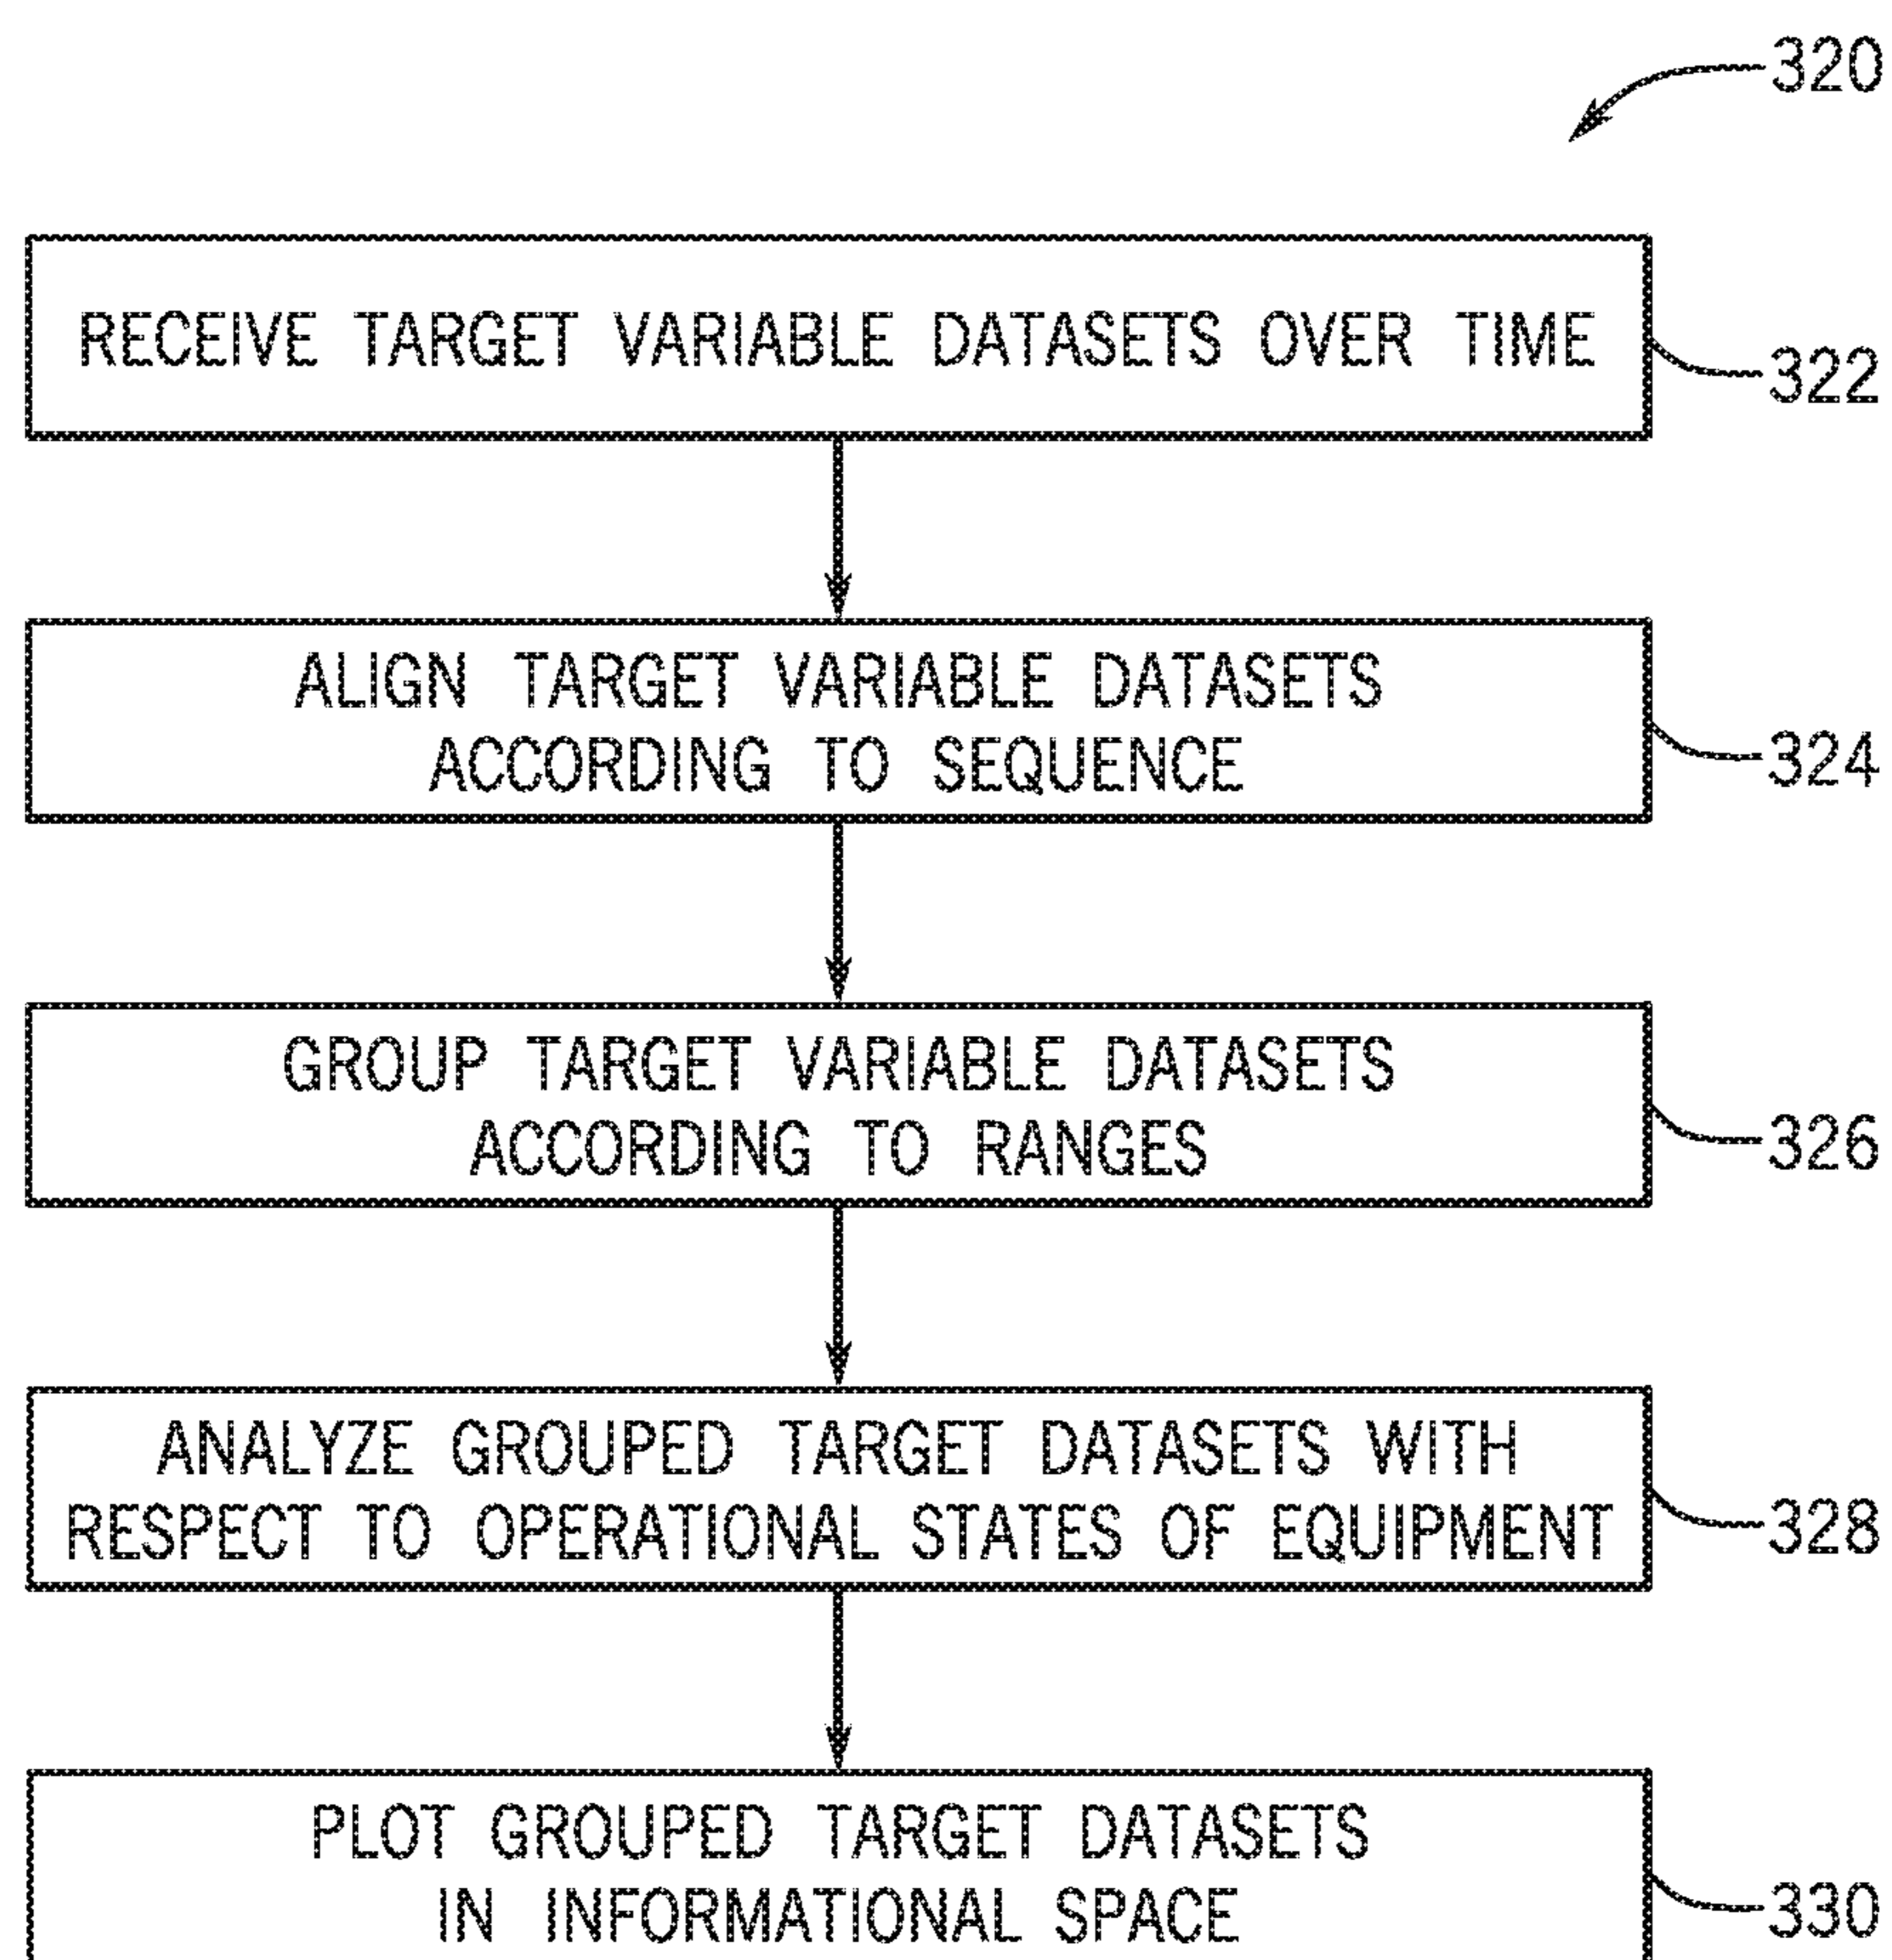 320
RECEIVE TARGET VARIABLE DATASETS OVER TIME
322
ALIGN TARGET VARIABLE DATASETS
ACCORDING TO SEQUENCE
324
GROUP TARGET VARIABLE DATASETS
ACCORDING TO RANGES
326
ANALYZE GROUPED TARGET DATASETS WITH
RESPECT TO OPERATIONAL STATES OF EQUIPMENT
328
PLOT GROUPED TARGET DATASETS
IN INFORMATIONAL SPACE
330